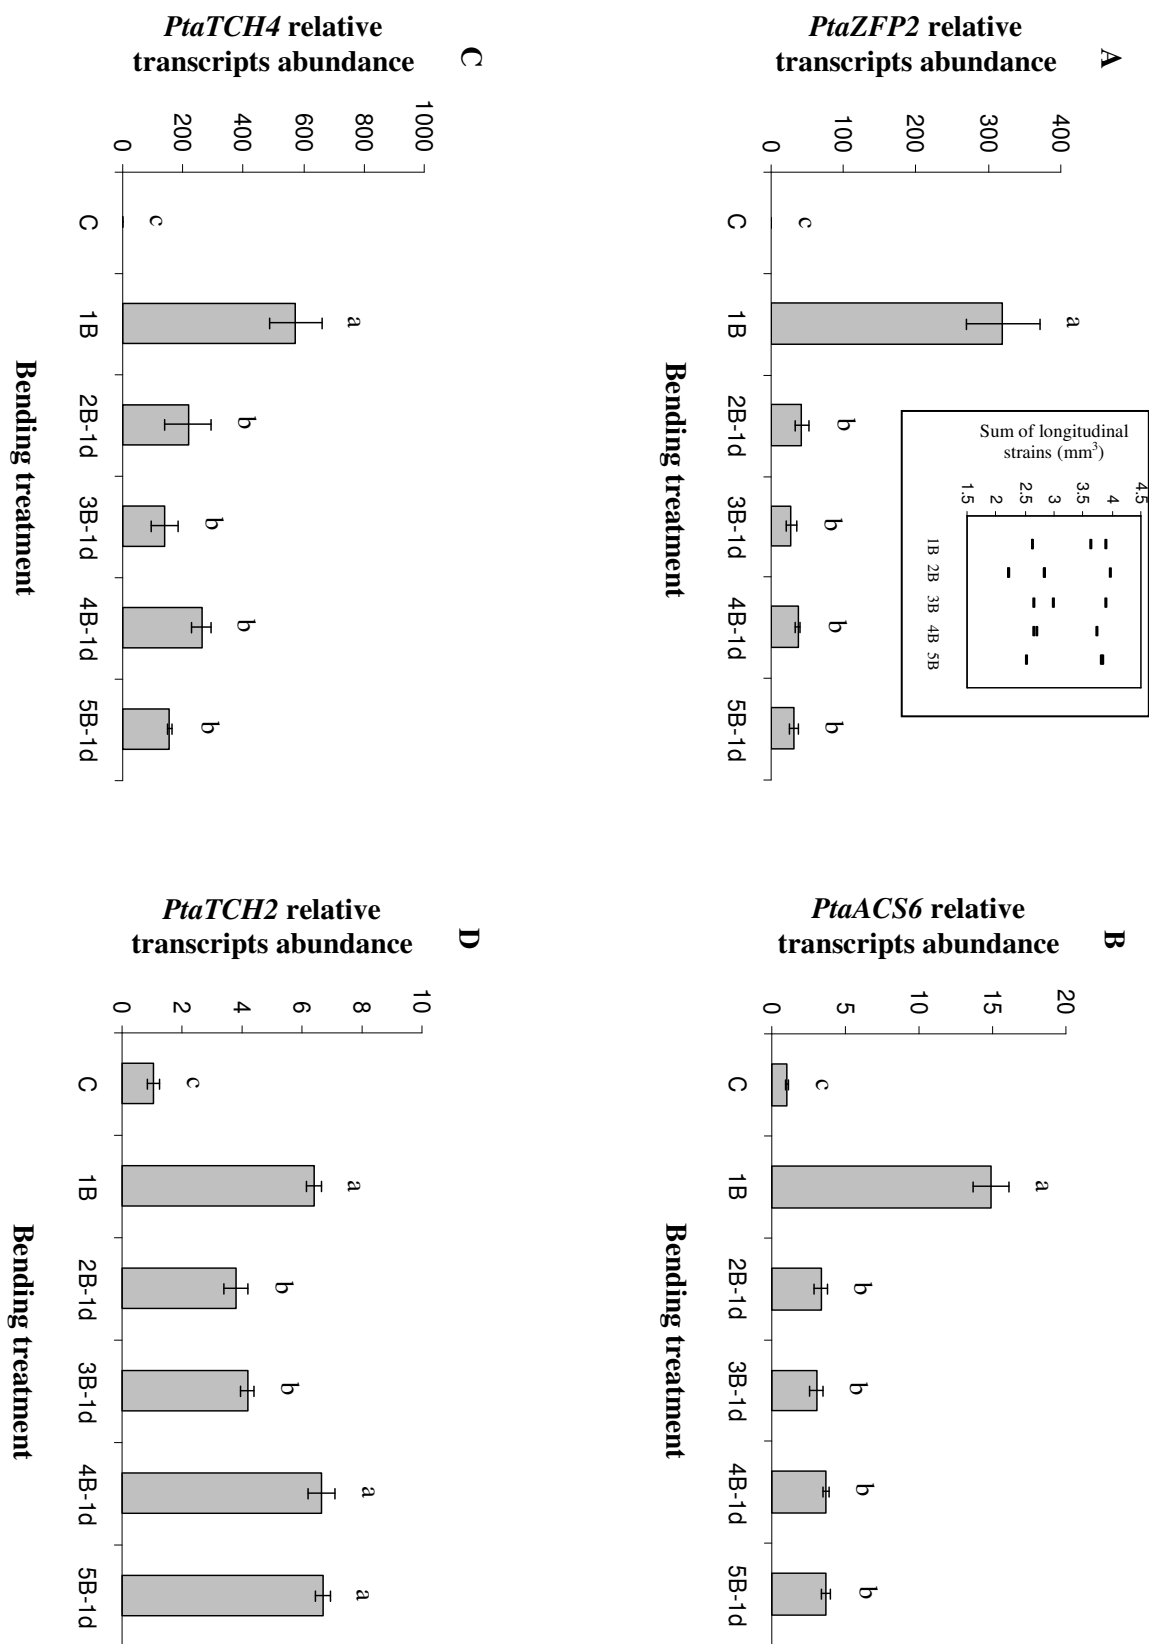 A
PtaZFP2 relative
transcripts abundance
400
300
200
100
0
c
a
b
b
b
b
C
1B
2B-1d
3B-1d
4B-1d
5B-1d
Bending treatment
Sum of longitudinal
strains (mm³)
4.5
4
3.5
3
2.5
2
1.5
1B
2B
3B
4B
5B
B
PtaACS6 relative
transcripts abundance
20
15
10
5
0
c
a
b
b
b
b
C
1B
2B-1d
3B-1d
4B-1d
5B-1d
Bending treatment
C
PtaTCH4 relative
transcripts abundance
1000
800
600
400
200
0
c
a
b
b
b
b
C
1B
2B-1d
3B-1d
4B-1d
5B-1d
Bending treatment
D
PtaTCH2 relative
transcripts abundance
10
8
6
4
2
0
c
a
b
b
a
a
C
1B
2B-1d
3B-1d
4B-1d
5B-1d
Bending treatment